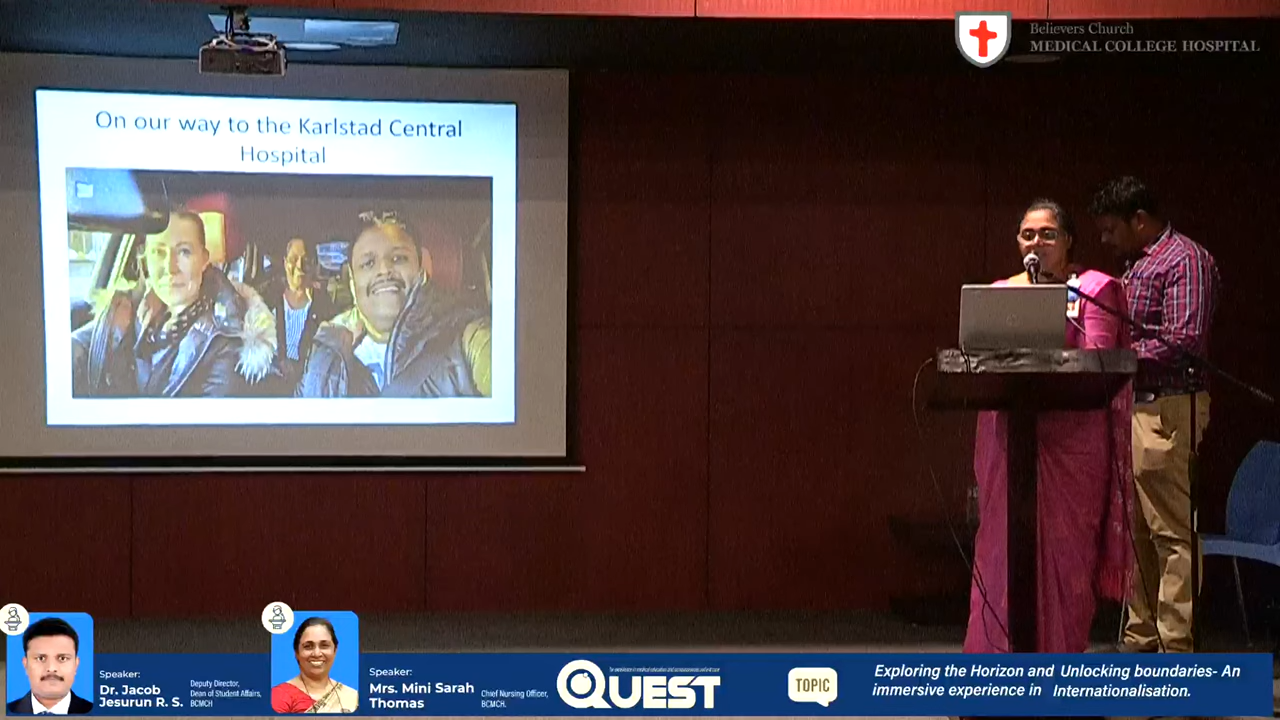 Believers Church
MEDICAL COLLEGE HOSPITAL
On our way to the Karlstad Central
Hospital
Speaker:
Dr. Jacob
Jesurun R. S.
Deputy Director,
Dean of Student Affairs,
BCMCH
Speaker:
Mrs. Mini Sarah
Thomas
Chief Nursing Officer,
BCMCH.
QUEST
TOPIC
Exploring the Horizon and Unlocking boundaries- An
immersive experience in Internationalisation.